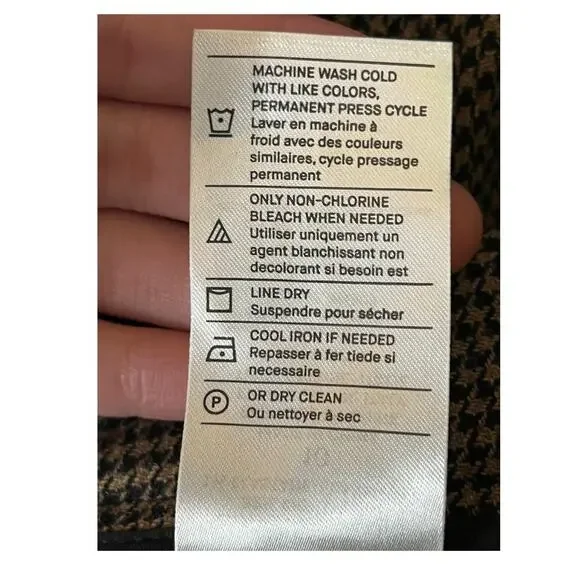 MACHINE WASH COLD
WITH LIKE COLORS,
PERMANENT PRESS CYCLE
Laver en machine à
froid avec des couleurs
similaires, cycle pressage
permanent
ONLY NON-CHLORINE
BLEACH WHEN NEEDED
Utiliser uniquement un
agent blanchissant non
decolorant si besoin est
LINE DRY
Suspendre pour sécher
COOL IRON IF NEEDED
Repasser à fer tiede si
necessaire
P
OR DRY CLEAN
Ou nettoyer à sec